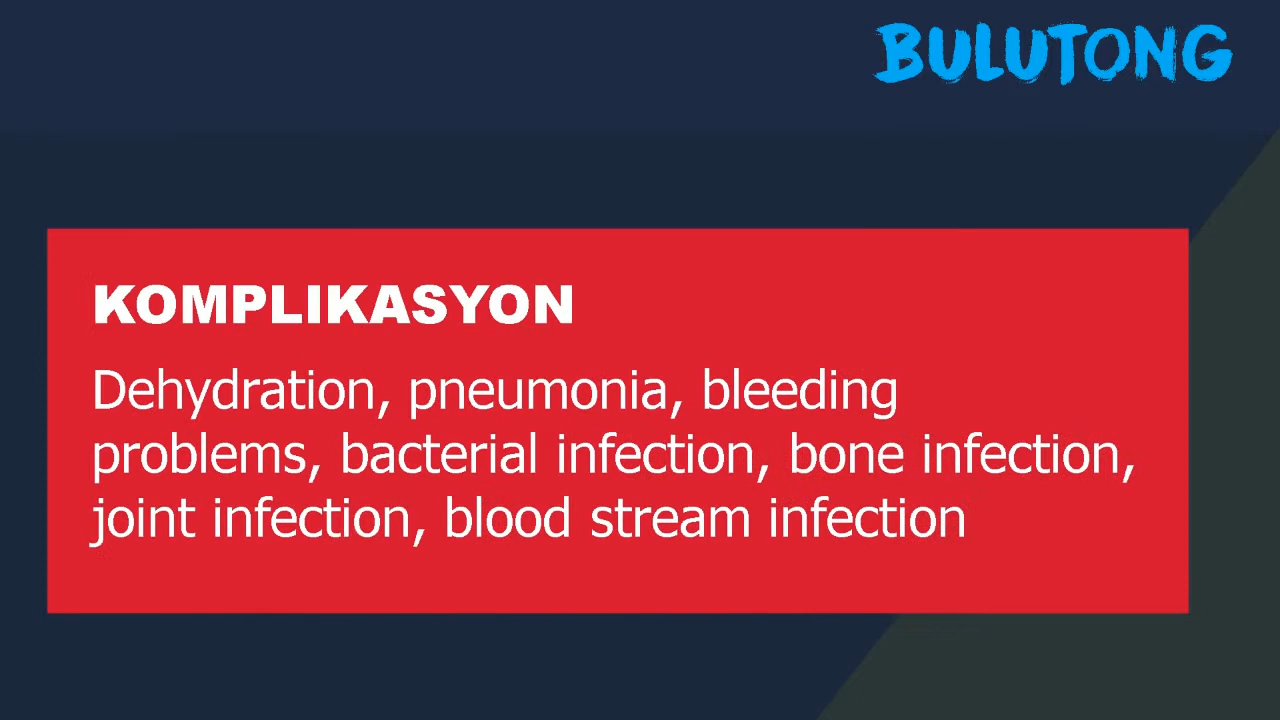 BULUTONG
KOMPLIKASYON
Dehydration, pneumonia, bleeding
problems, bacterial infection, bone infection,
joint infection, blood stream infection